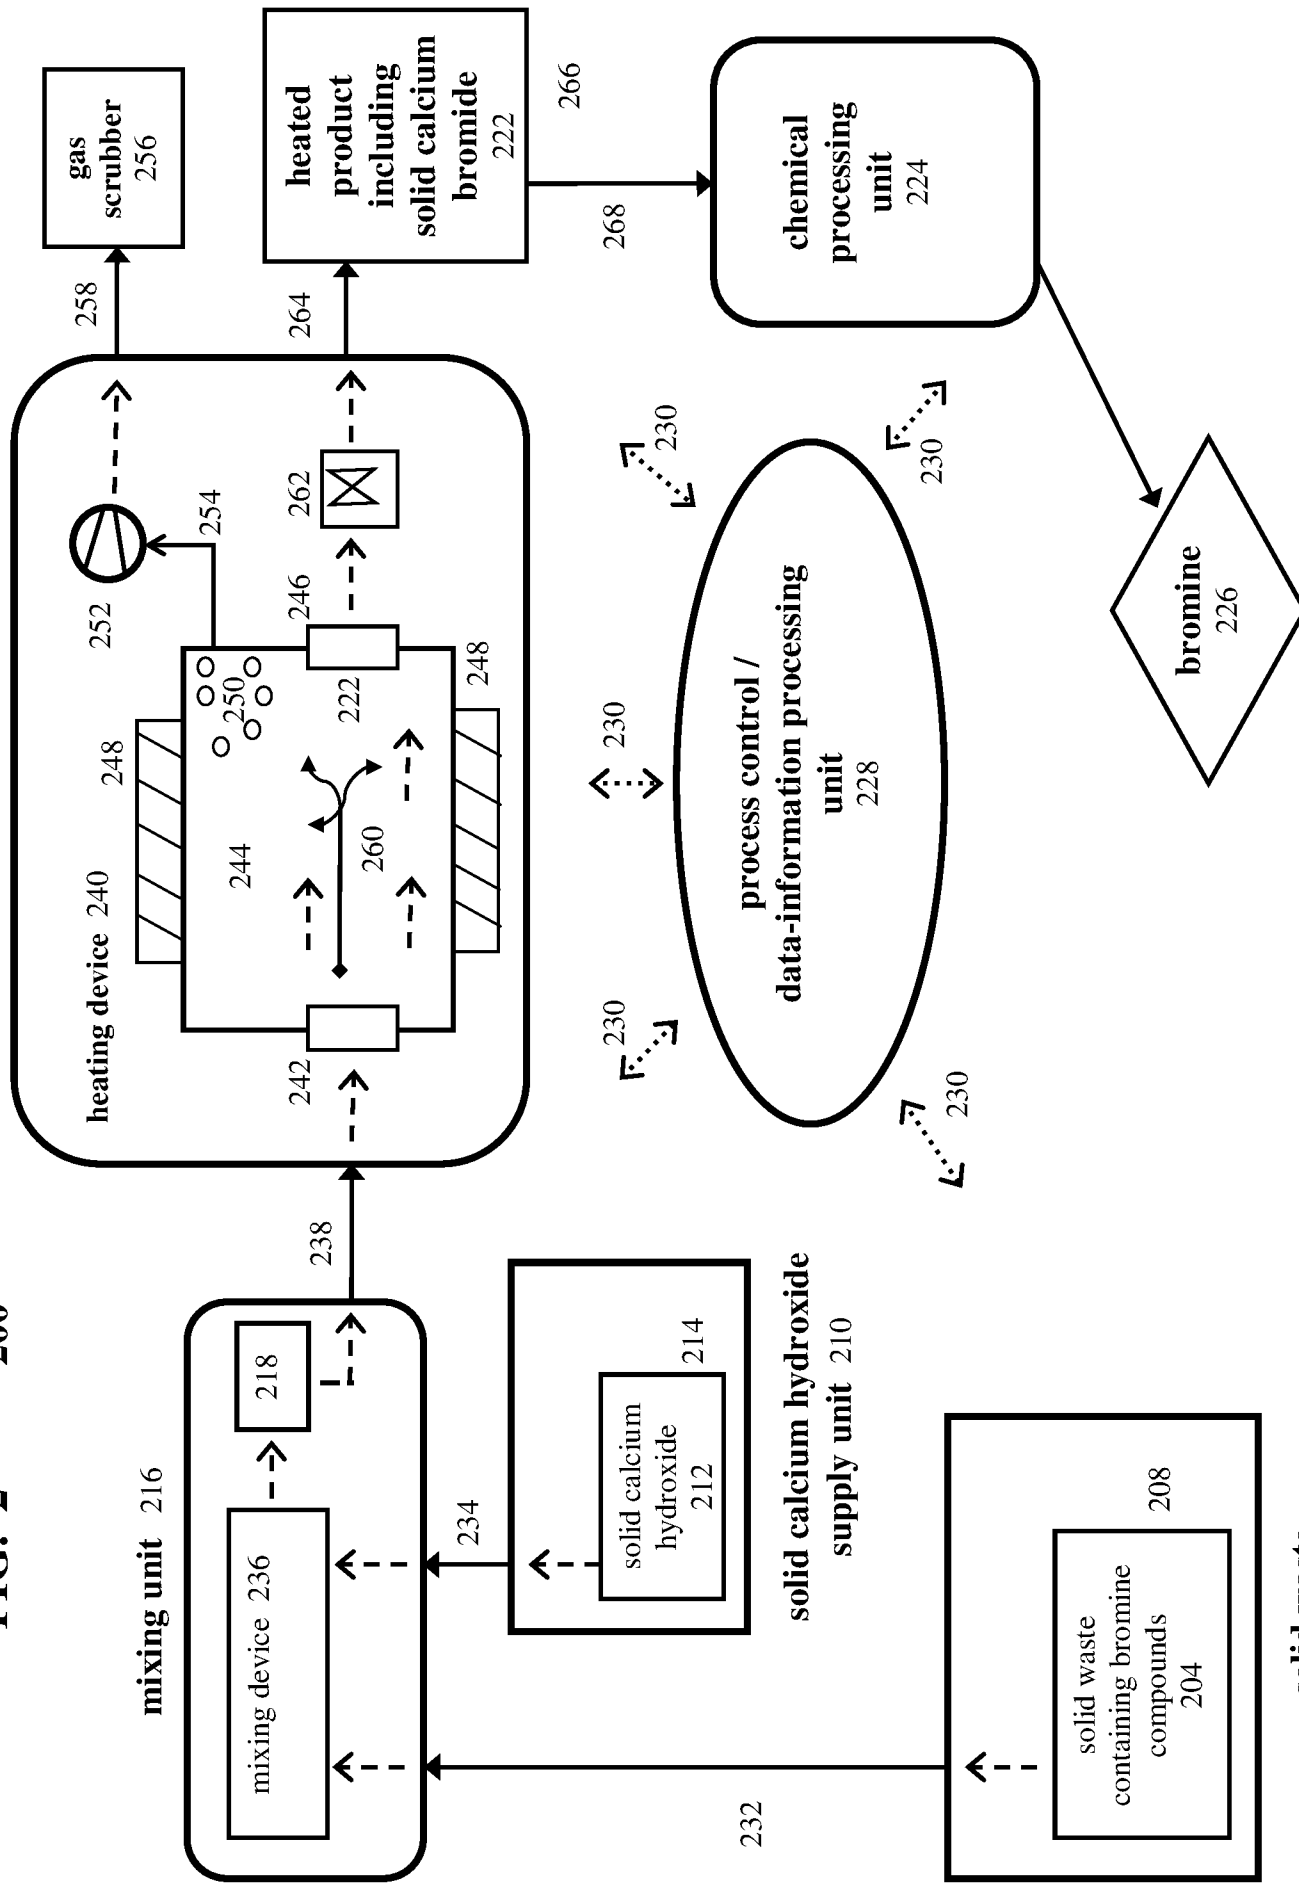 FIG. 2
200
mixing unit 216
mixing device 236
218
232
234
238
solid calcium
hydroxide
212
214
solid calcium hydroxide
supply unit 210
solid waste
containing bromine
compounds
204
208
heating device 240
242
244
248
248
250
222
246
260
252
254
262
258
264
gas
scrubber
256
heated
product
including
solid calcium
bromide
222
266
268
chemical
processing
unit
224
bromine
226
process control /
data-information processing
unit
228
230
230
230
230
230